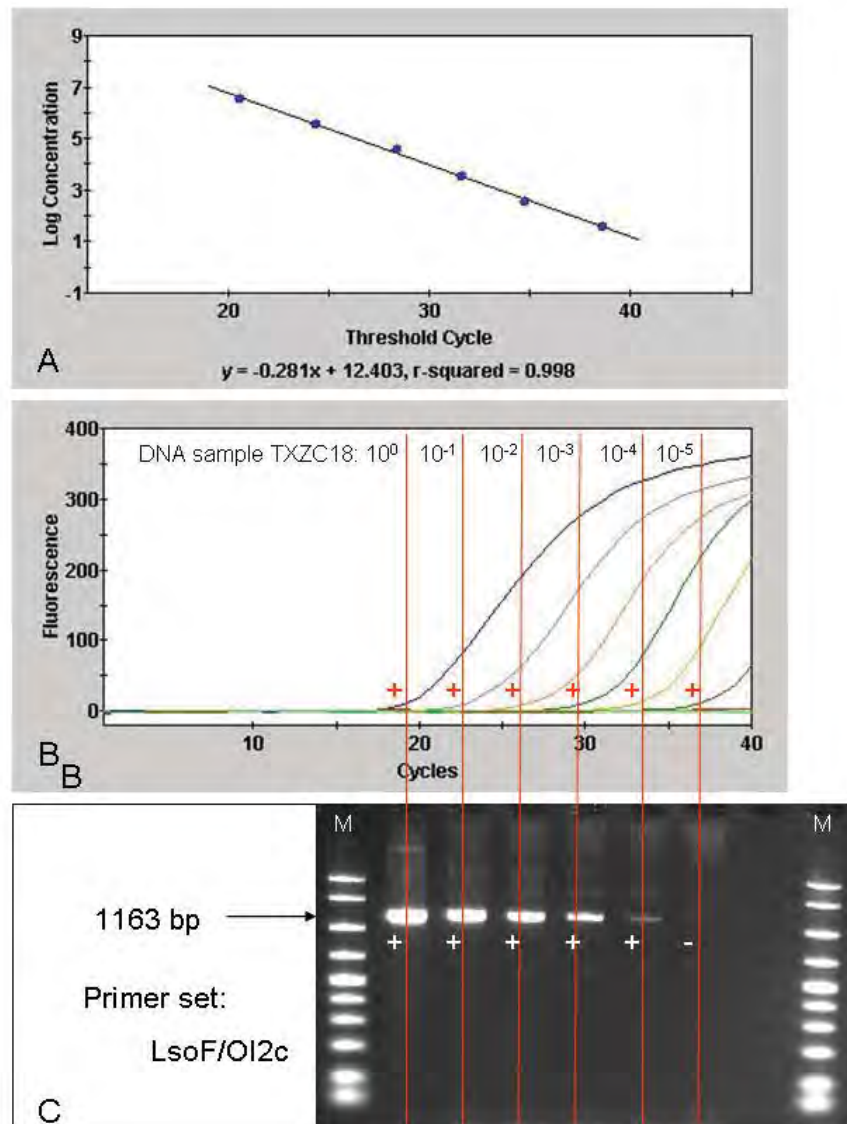 9
7
5
3
1
-1
Log Concentration
20 30 40
Threshold Cycle
A
y = -0.281x + 12.403, r-squared = 0.998
400
300
200
100
0
Fluorescence
DNA sample TXZC18: 10⁰ 10⁻¹ 10⁻² 10⁻³ 10⁻⁴ 10⁻⁵
+ + + + + +
10 20 30 40
Cycles
B
B
M M
1163 bp
+ + + + + -
Primer set:
LsoF/OI2c
C